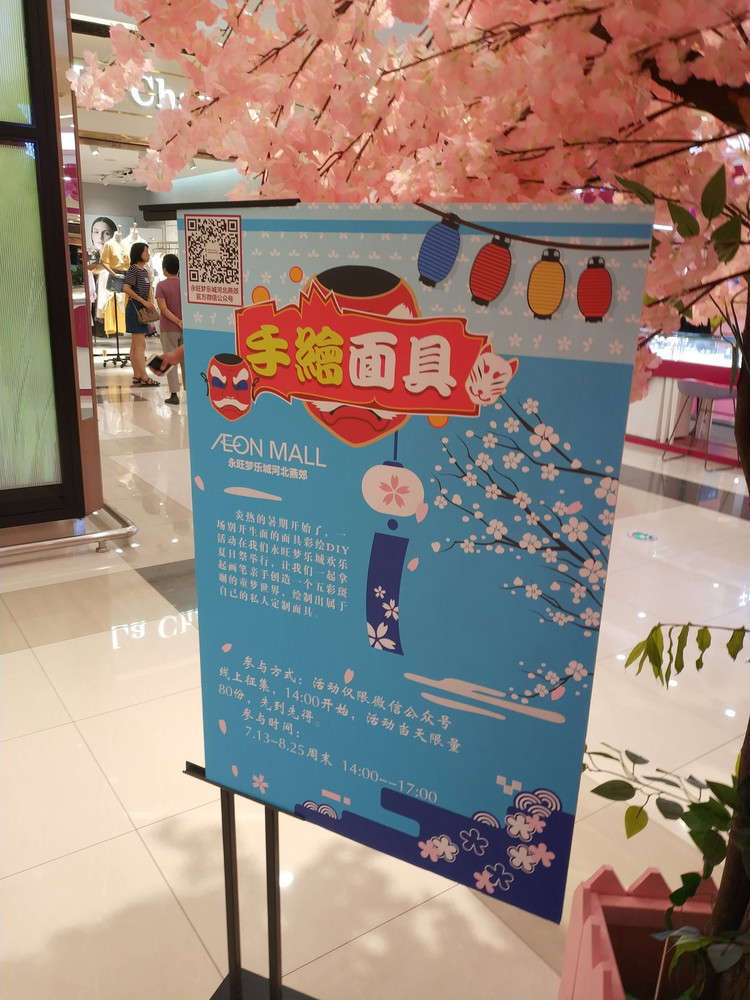 La Cha
永旺梦乐城河北燕郊
官方微信公众号
手繪面具
ÆON MALL
永旺梦乐城河北燕郊
炎热的暑期开始了，一
场别开生面的面具彩绘DIY
活动在我们永旺梦乐城欢乐
夏日祭举行，让我们一起拿
起画笔亲手创造一个五彩斑
斓的童梦世界，绘制出属于
自己的私人定制面具。
参与方式：活动仅限微信公众号
线上征集，14:00开始，活动当天限量
80份，先到先得。
参与时间：
7.13-8.25周末 14:00--17:00
La Cha